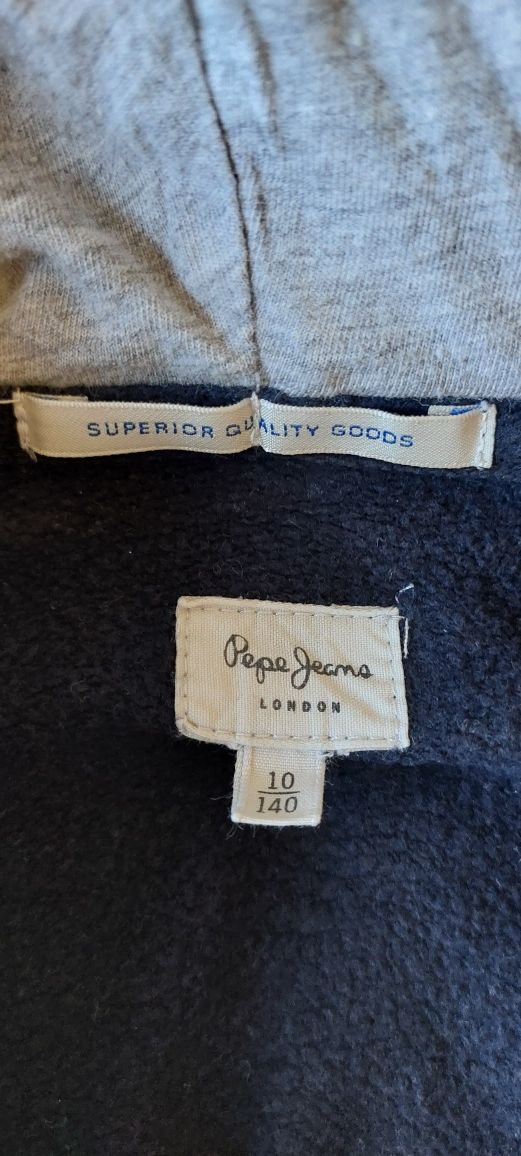 SUPERIOR QUALITY GOODS
Pepe Jeans
LONDON
10
140